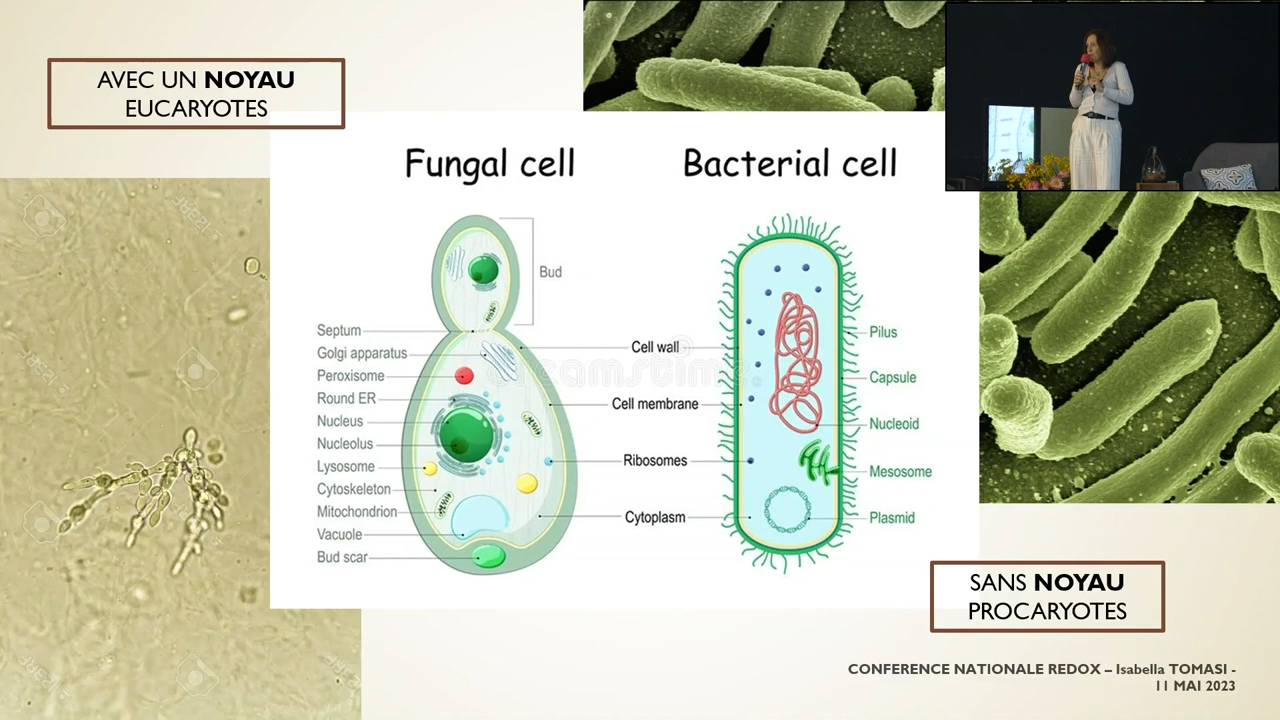 AVEC UN NOYAU
EUCARYOTES
Fungal cell
Bacterial cell
Bud
Septum
Golgi apparatus
Peroxisome
Round ER
Nucleus
Nucleolus
Lysosome
Cytoskeleton
Mitochondrion
Vacuole
Bud scar
Cell wall
Cell membrane
Ribosomes
Cytoplasm
Pilus
Capsule
Nucleoid
Mesosome
Plasmid
dreamstime
SANS NOYAU
PROCARYOTES
CONFERENCE NATIONALE REDOX – Isabella TOMASI -
11 MAI 2023